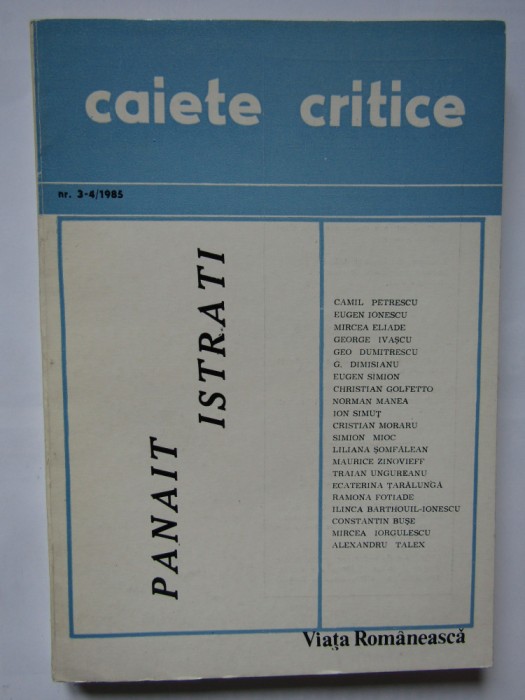 caiete critice
nr. 3-4/1985
PANAIT
ISTRATI
CAMIL PETRESCU
EUGEN IONESCU
MIRCEA ELIADE
GEORGE IVAȘCU
GEO DUMITRESCU
G. DIMISIANU
EUGEN SIMION
CHRISTIAN GOLFETTO
NORMAN MANEA
ION SIMUȚ
CRISTIAN MORARU
SIMION MIOC
LILIANA ȘOMFĂLEAN
MAURICE ZINOVIEFF
TRAIAN UNGUREANU
ECATERINA ȚARĂLUNGĂ
RAMONA FOTIADE
ILINCA BARTHOUIL-IONESCU
CONSTANTIN BUȘE
MIRCEA IORGULESCU
ALEXANDRU TALEX
Viața Românească